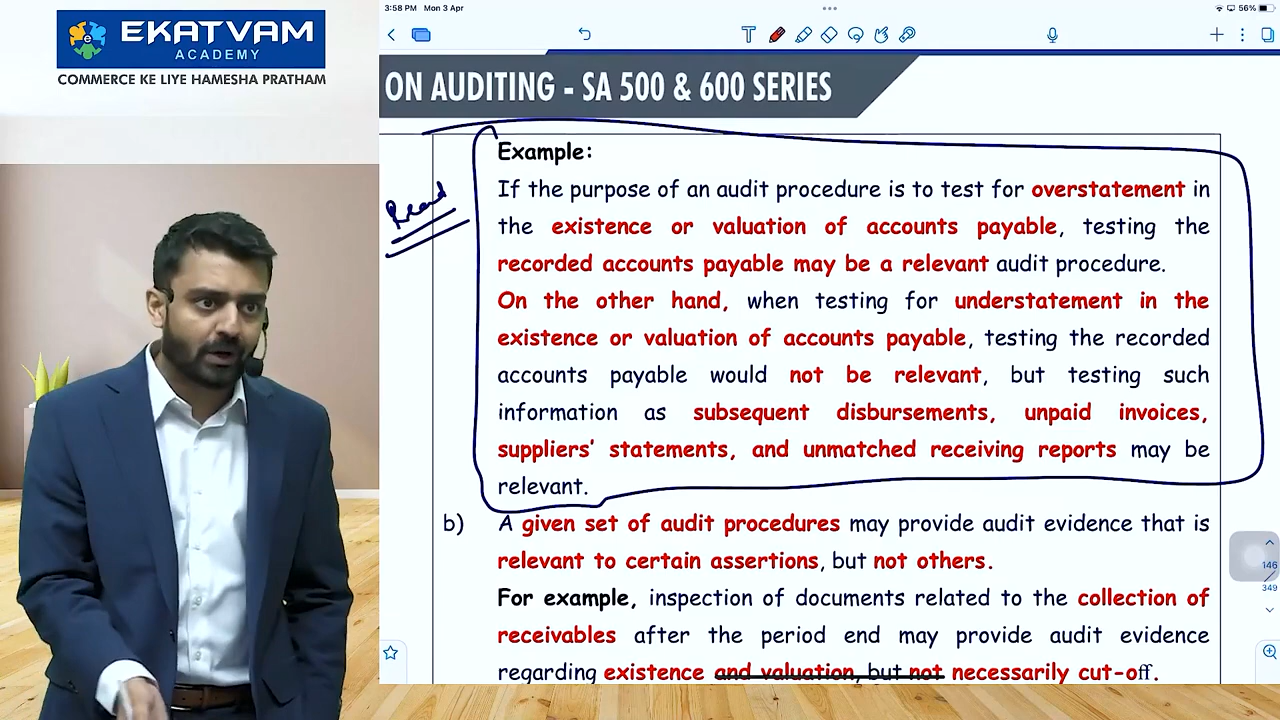 EKATVAM
ACADEMY
COMMERCE KE LIYE HAMESHA PRATHAM
3:58 PM Mon 3 Apr
56%
ON AUDITING - SA 500 & 600 SERIES
Read
Example:
If the purpose of an audit procedure is to test for overstatement in
the existence or valuation of accounts payable, testing the
recorded accounts payable may be a relevant audit procedure.
On the other hand, when testing for understatement in the
existence or valuation of accounts payable, testing the recorded
accounts payable would not be relevant, but testing such
information as subsequent disbursements, unpaid invoices,
suppliers’ statements, and unmatched receiving reports may be
relevant.
b) A given set of audit procedures may provide audit evidence that is
relevant to certain assertions, but not others.
For example, inspection of documents related to the collection of
receivables after the period end may provide audit evidence
regarding existence and valuation, but not necessarily cut-off.
146
349